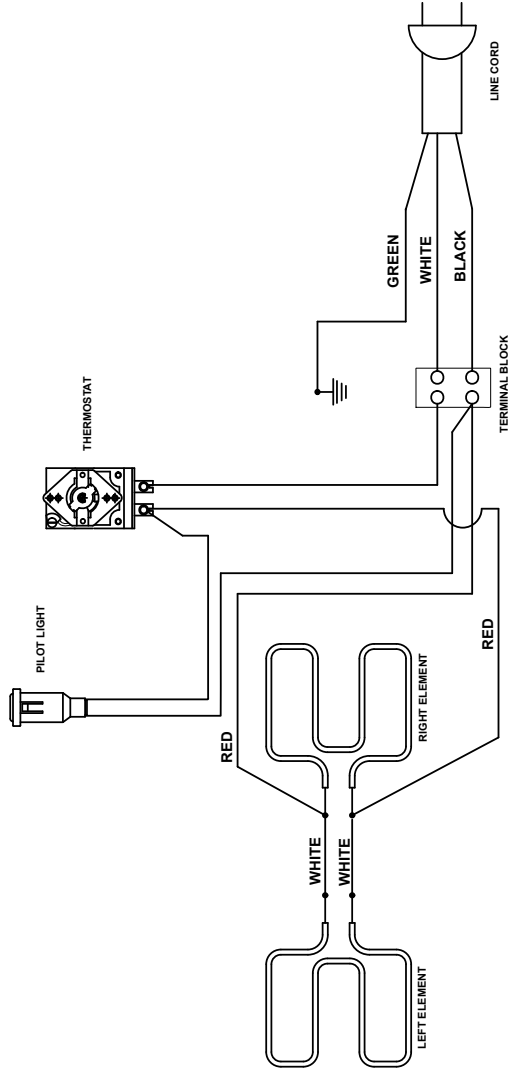 PILOT LIGHT
THERMOSTAT
LINE CORD
GREEN
WHITE
BLACK
TERMINAL BLOCK
RED
RED
RIGHT ELEMENT
WHITE
WHITE
LEFT ELEMENT